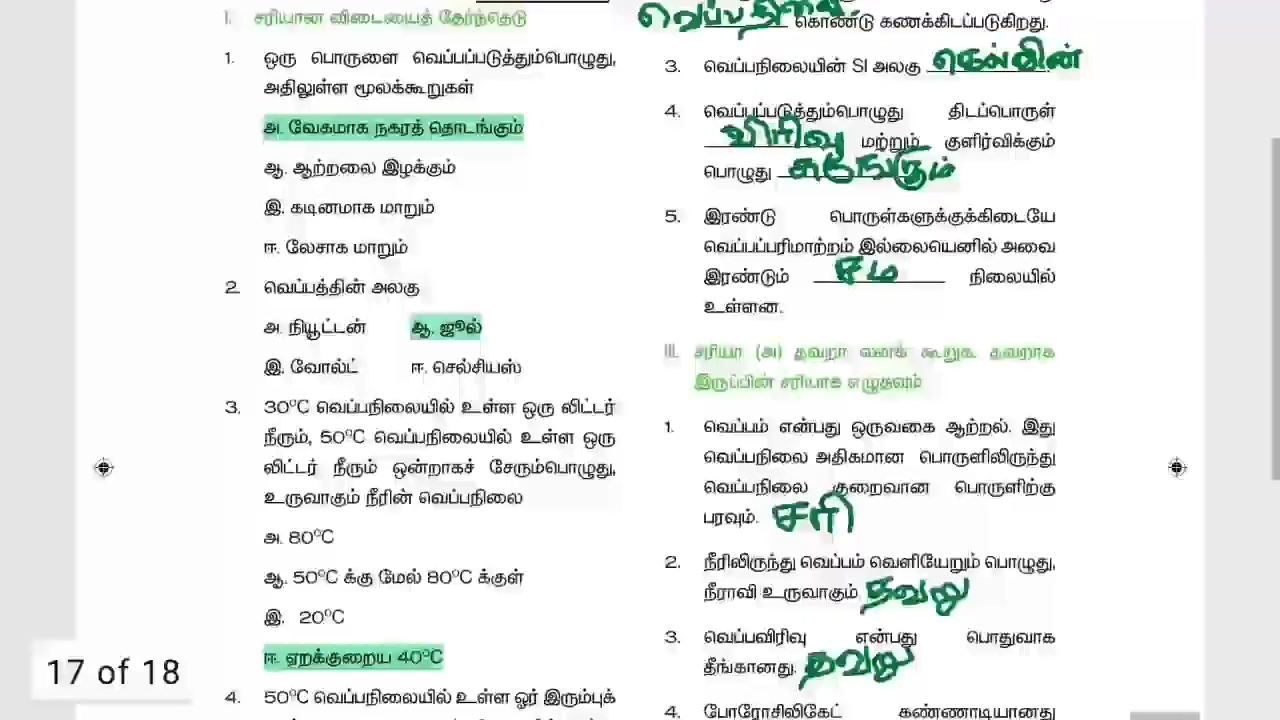 I. சரியான விடையைத் தேர்ந்தெடு
1. ஒரு பொருளை வெப்பப்படுத்தும்பொழுது,
அதிலுள்ள மூலக்கூறுகள்
அ. வேகமாக நகரத் தொடங்கும்
ஆ. ஆற்றலை இழக்கும்
இ. கடினமாக மாறும்
ஈ. லேசாக மாறும்
2. வெப்பத்தின் அலகு
அ. நியூட்டன் ஆ. ஜூல்
இ. வோல்ட் ஈ. செல்சியஸ்
3. 30°C வெப்பநிலையில் உள்ள ஒரு லிட்டர்
நீரும், 50°C வெப்பநிலையில் உள்ள ஒரு
லிட்டர் நீரும் ஒன்றாகச் சேரும்பொழுது,
உருவாகும் நீரின் வெப்பநிலை
அ. 80°C
ஆ. 50°C க்கு மேல் 80°C க்குள்
இ. 20°C
ஈ. ஏறக்குறைய 40°C
4. 50°C வெப்பநிலையில் உள்ள ஓர் இரும்புக்
வெப்பநிலை கொண்டு கணக்கிடப்படுகிறது.
3. வெப்பநிலையின் SI அலகு கெல்வின்.
4. வெப்பப்படுத்தும்பொழுது திடப்பொருள்
விரிவு மற்றும் குளிர்விக்கும்
பொழுது சுருங்கும்
5. இரண்டு பொருள்களுக்குக்கிடையே
வெப்பப்பரிமாற்றம் இல்லையெனில் அவை
இரண்டும் சம நிலையில்
உள்ளன.
III. சரியா (அ) தவறா எனக் கூறுக. தவறாக
இருப்பின் சரியாக எழுதவும்
1. வெப்பம் என்பது ஒருவகை ஆற்றல். இது
வெப்பநிலை அதிகமான பொருளிலிருந்து
வெப்பநிலை குறைவான பொருளிற்கு
பரவும். சரி
2. நீரிலிருந்து வெப்பம் வெளியேறும் பொழுது,
நீராவி உருவாகும் தவறு
3. வெப்பவிரிவு என்பது பொதுவாக
தீங்கானது. தவறு
4. போரோசிலிகேட் கண்ணாடியானது
17 of 18